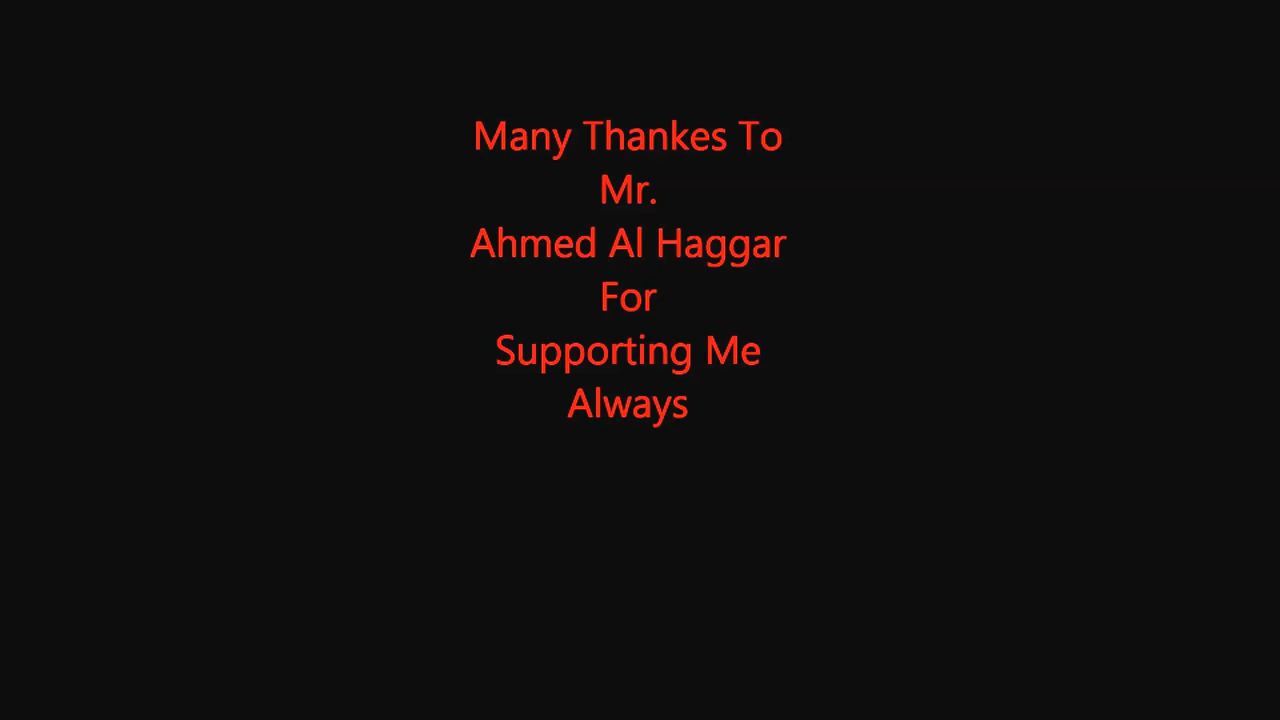 Many Thankes To
Mr.
Ahmed Al Haggar
For
Supporting Me
Always